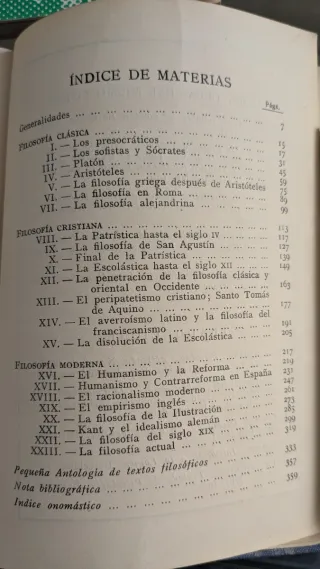 ÍNDICE DE MATERIAS
Págs.
Generalidades ... 7
FILOSOFÍA CLÁSICA ... 15
I. — Los presocráticos ... 17
II. — Los sofistas y Sócrates ... 31
III. — Platón ... 45
IV. — Aristóteles ... 59
V. — La filosofía griega después de Aristóteles 75
VI. — La filosofía en Roma ... 89
VII. — La filosofía alejandrina ... 99
FILOSOFÍA CRISTIANA ... 113
VIII. — La Patrística hasta el siglo IV ... 117
IX. — La filosofía de San Agustín ... 127
X. — Final de la Patrística ... 139
XI. — La Escolástica hasta el siglo XII ... 149
XII. — La penetración de la filosofía clásica y
oriental en Occidente ... 163
XIII. — El peripatetismo cristiano; Santo Tomás
de Aquino ... 177
XIV. — El averroísmo latino y la filosofía del
franciscanismo ... 191
XV. — La disolución de la Escolástica ... 205
FILOSOFÍA MODERNA ... 217
XVI. — El Humanismo y la Reforma ... 219
XVII. — Humanismo y Contrarreforma en España 231
XVIII. — El racionalismo moderno ... 247
XIX. — El empirismo inglés ... 261
XX. — La filosofía de la Ilustración ... 273
XXI. — Kant y el idealismo alemán ... 285
XXII. — La filosofía del siglo XIX ... 299
XXIII. — La filosofía actual ... 319
Pequeña Antología de textos filosóficos ... 333
Nota bibliográfica ... 357
Indice onomástico ... 359